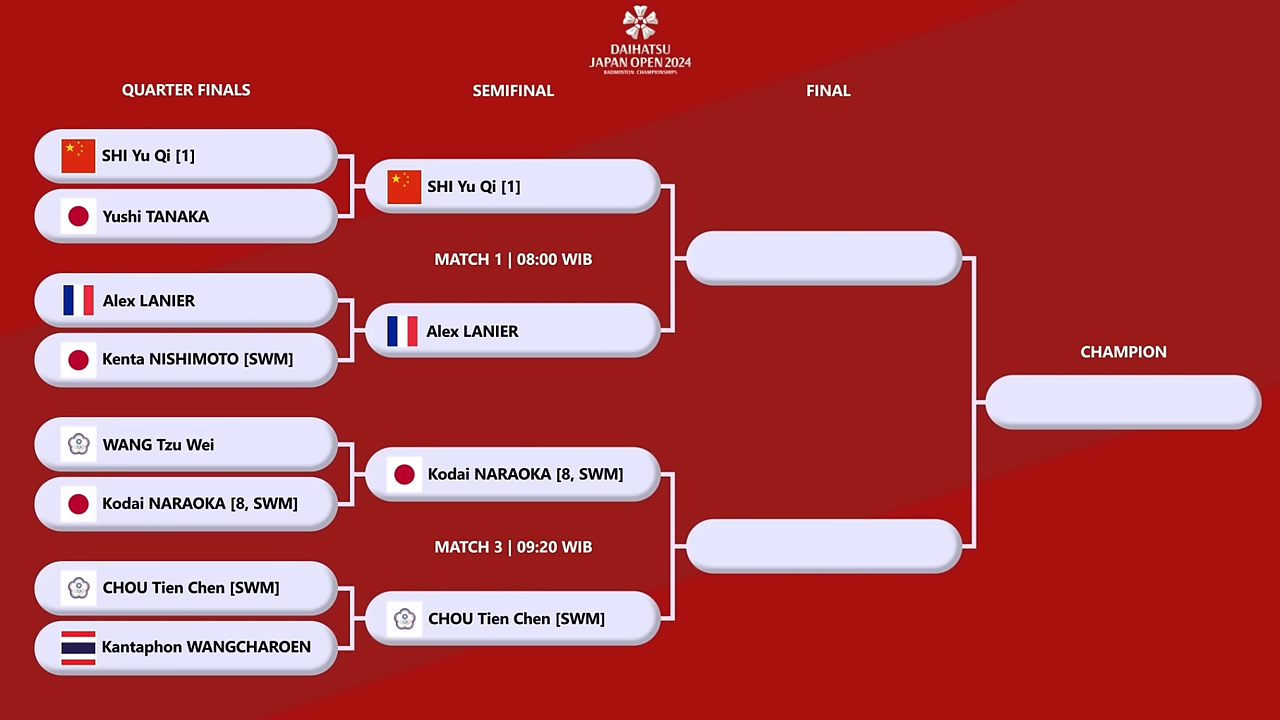 DAIHATSU
JAPAN OPEN 2024
BADMINTON CHAMPIONSHIPS
QUARTER FINALS
SEMIFINAL
FINAL
SHI Yu Qi [1]
Yushi TANAKA
SHI Yu Qi [1]
MATCH 1 | 08:00 WIB
Alex LANIER
Kenta NISHIMOTO [SWM]
Alex LANIER
CHAMPION
WANG Tzu Wei
Kodai NARAOKA [8, SWM]
Kodai NARAOKA [8, SWM]
MATCH 3 | 09:20 WIB
CHOU Tien Chen [SWM]
Kantaphon WANGCHAROEN
CHOU Tien Chen [SWM]